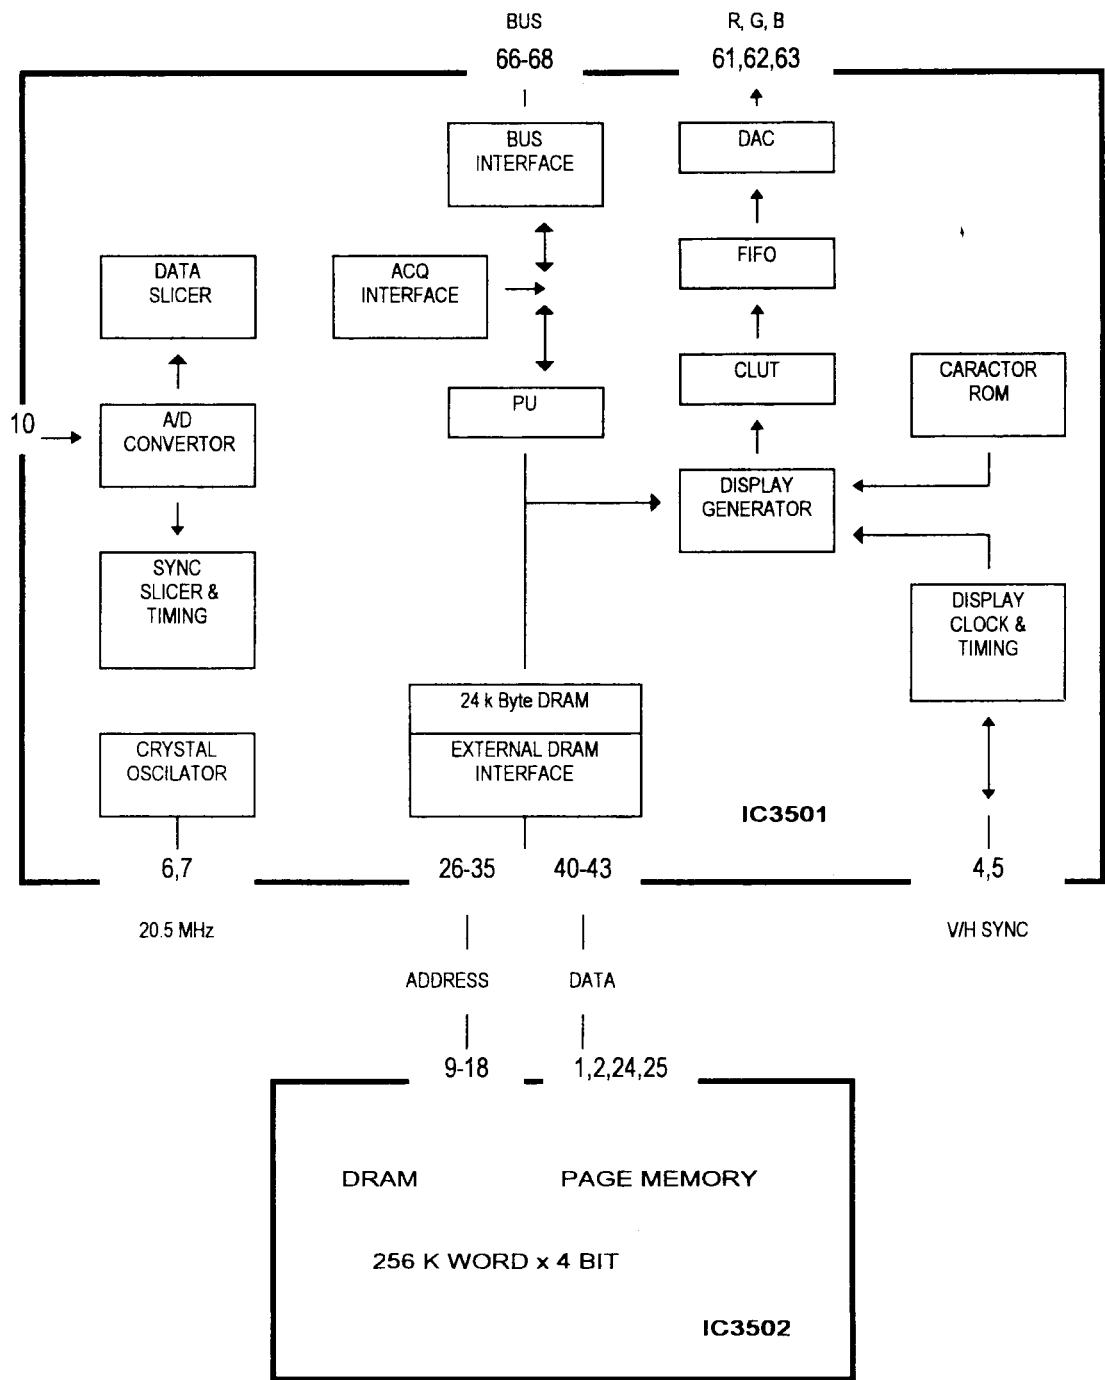 BUS
R, G, B
66-68
61,62,63
BUS
INTERFACE
DAC
DATA
SLICER
ACQ
INTERFACE
FIFO
CLUT
CARACTOR
ROM
PU
10
A/D
CONVERTOR
DISPLAY
GENERATOR
SYNC
SLICER &
TIMING
DISPLAY
CLOCK &
TIMING
24 k Byte DRAM
EXTERNAL DRAM
INTERFACE
CRYSTAL
OSCILATOR
IC3501
6,7
26-35
40-43
4,5
20.5 MHz
V/H SYNC
ADDRESS
DATA
9-18
1,2,24,25
DRAM
PAGE MEMORY
256 K WORD x 4 BIT
IC3502